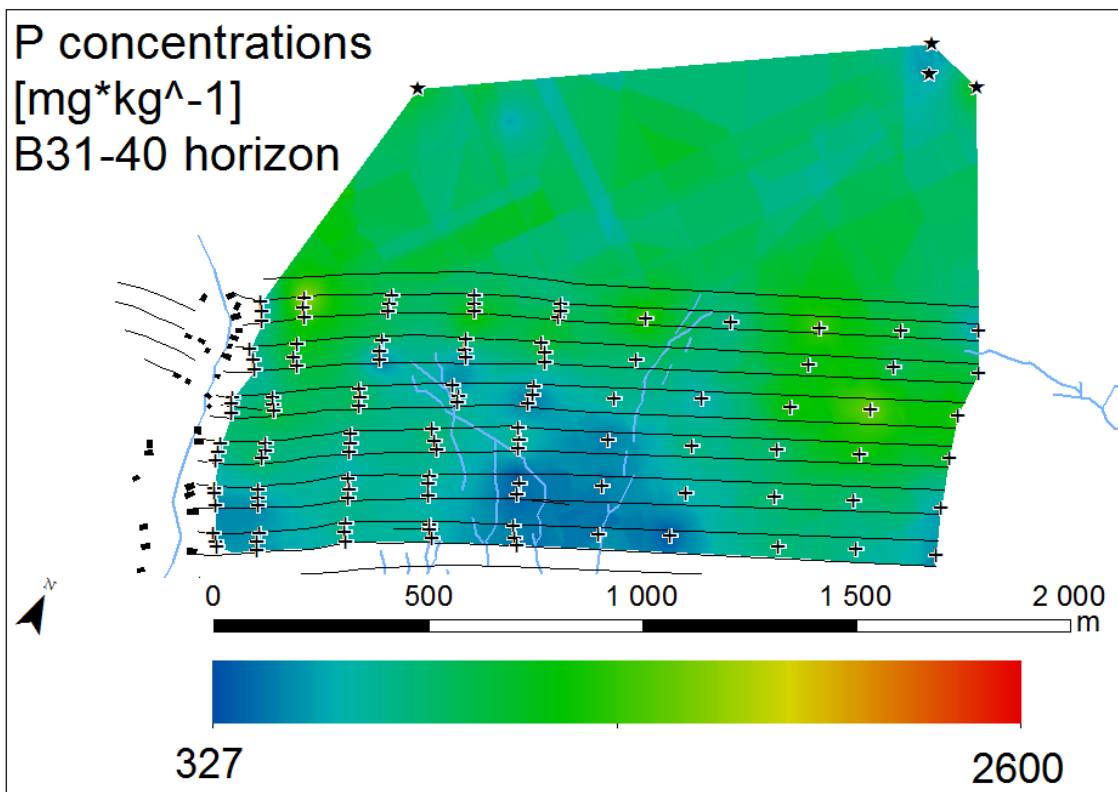 P concentrations
[mg*kg^-1]
B31-40 horizon
N
0 500 1 000 1 500 2 000
m
327 2600